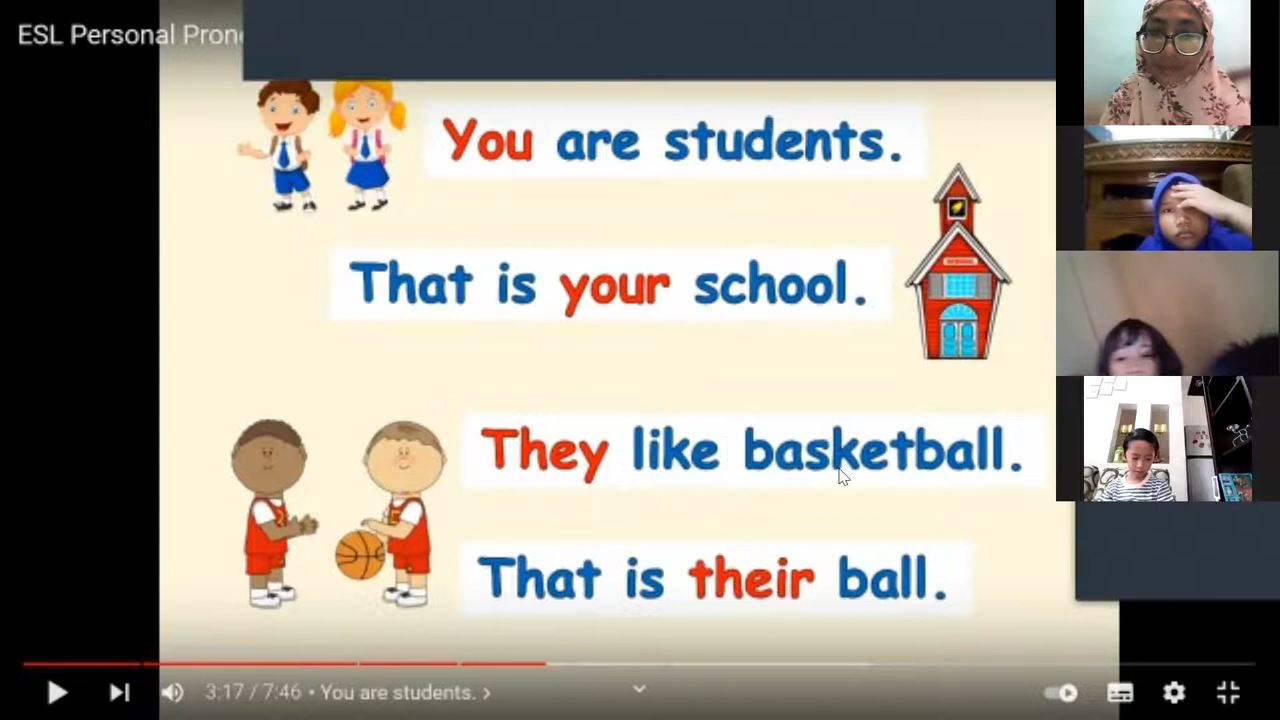 ESL Personal Pron
You are students.
That is your school.
SCHOOL
They like basketball.
That is their ball.
3:17 / 7:46 • You are students. >